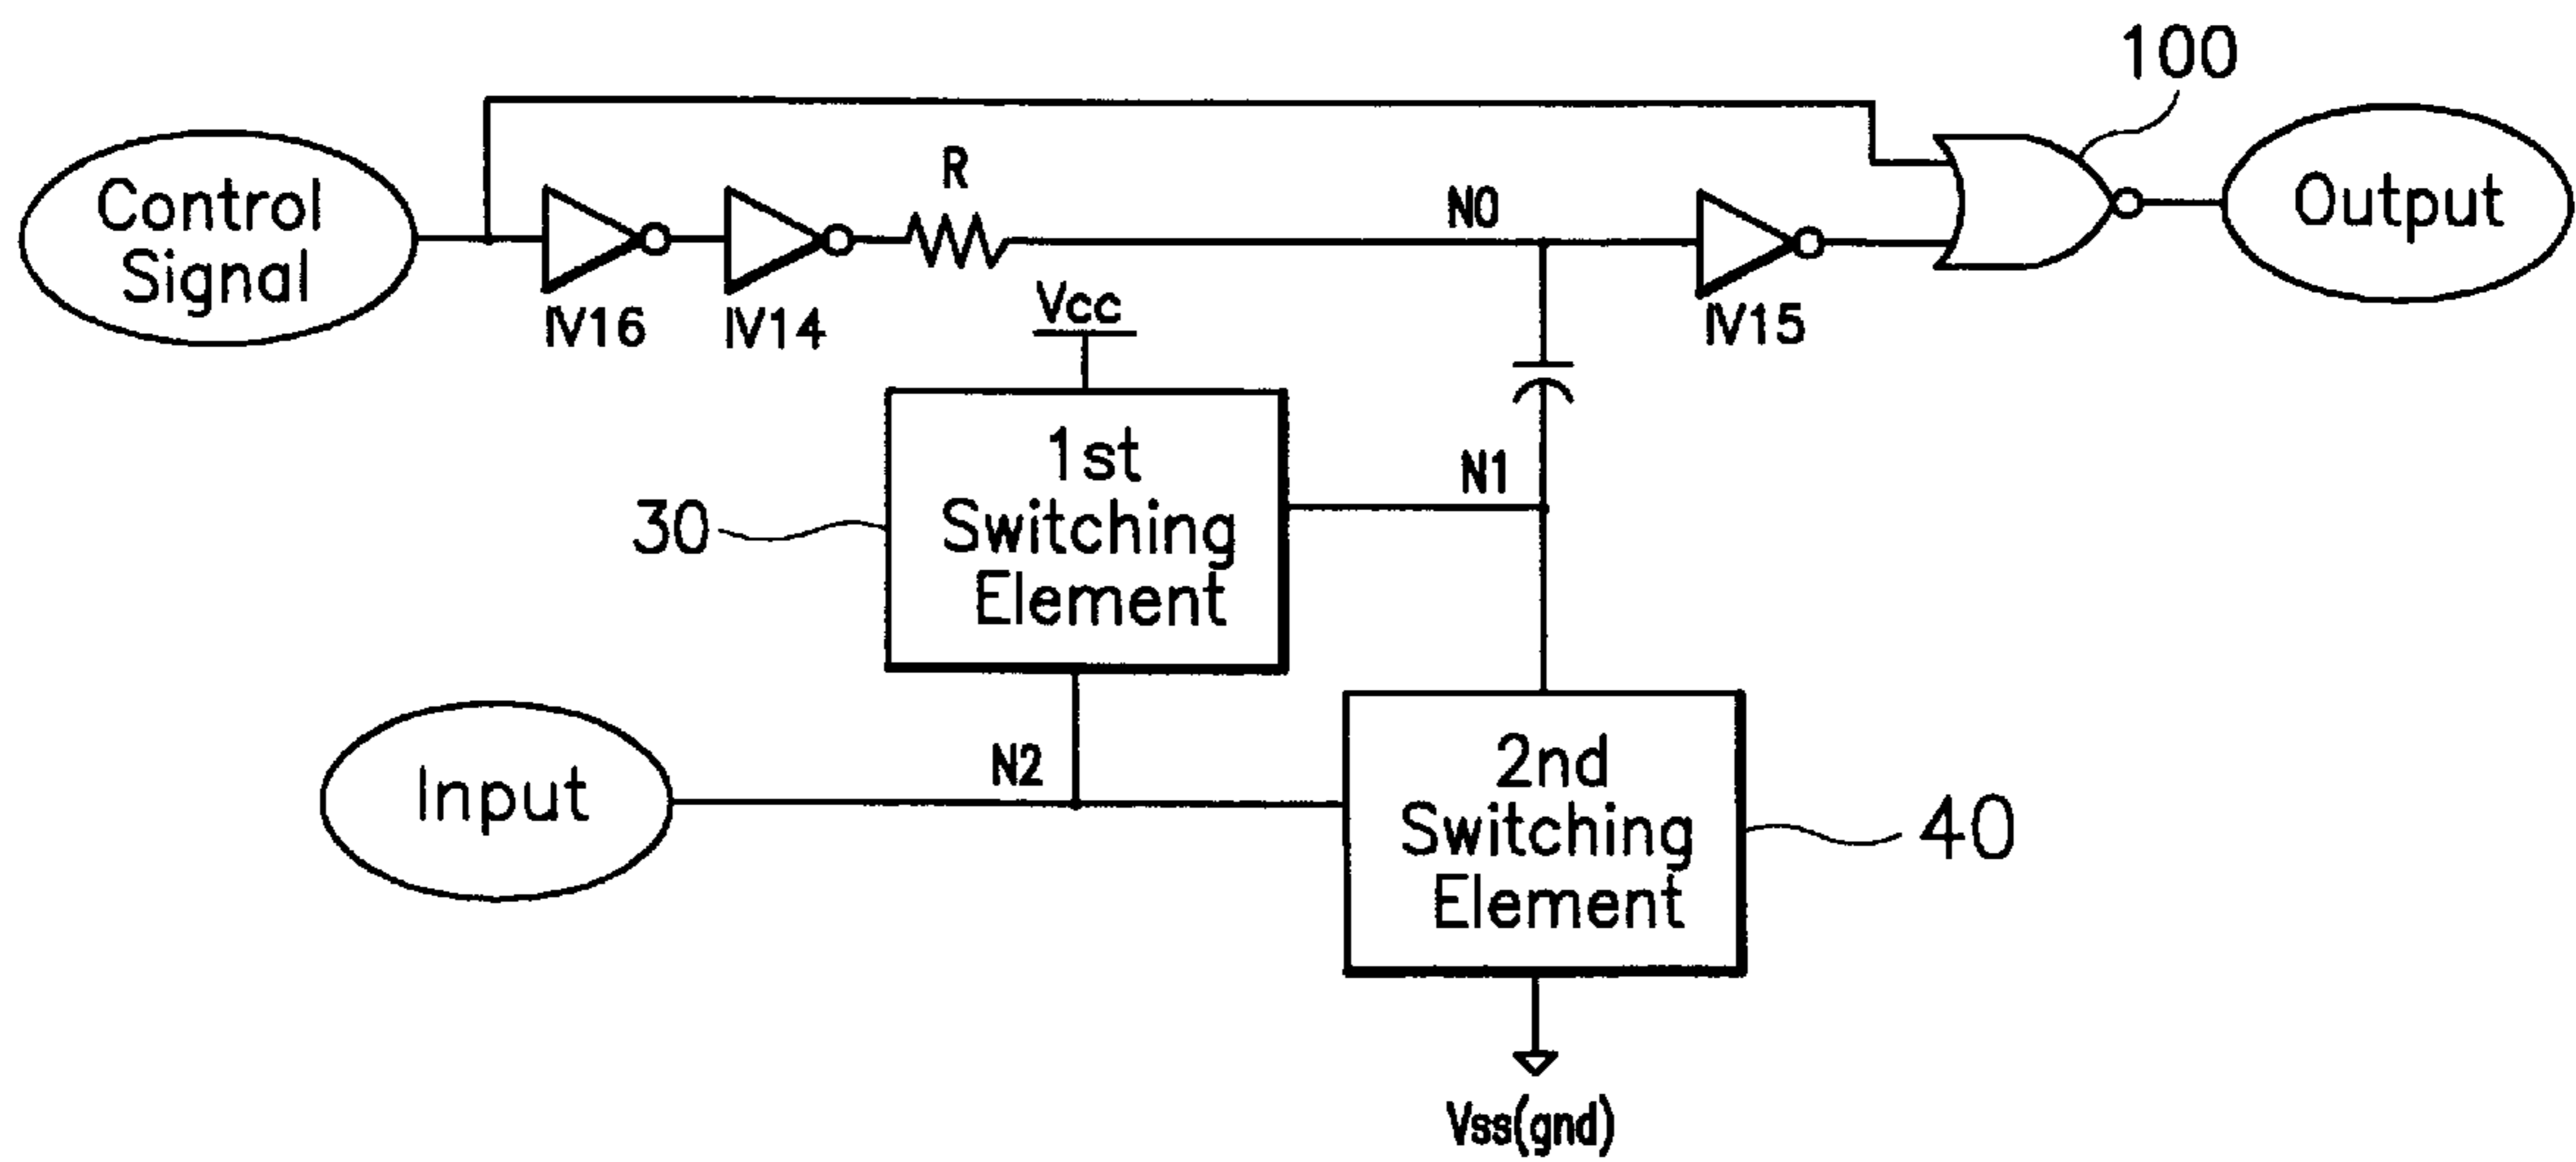 100
Control
Signal
R
N0
Output
IV16
IV14
Vcc
IV15
1st
Switching
Element
N1
30
Input
N2
2nd
Switching
Element
40
Vss(gnd)